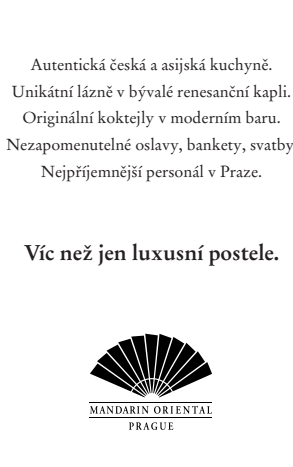 Autentická česká a asijská kuchyně.
Unikátní lázně v bývalé renesanční kapli.
Originální koktejly v moderním baru.
Nezapomenutelné oslavy, bankety, svatby
Nejpříjemnější personál v Praze.
Víc než jen luxusní postele.
MANDARIN ORIENTAL
PRAGUE